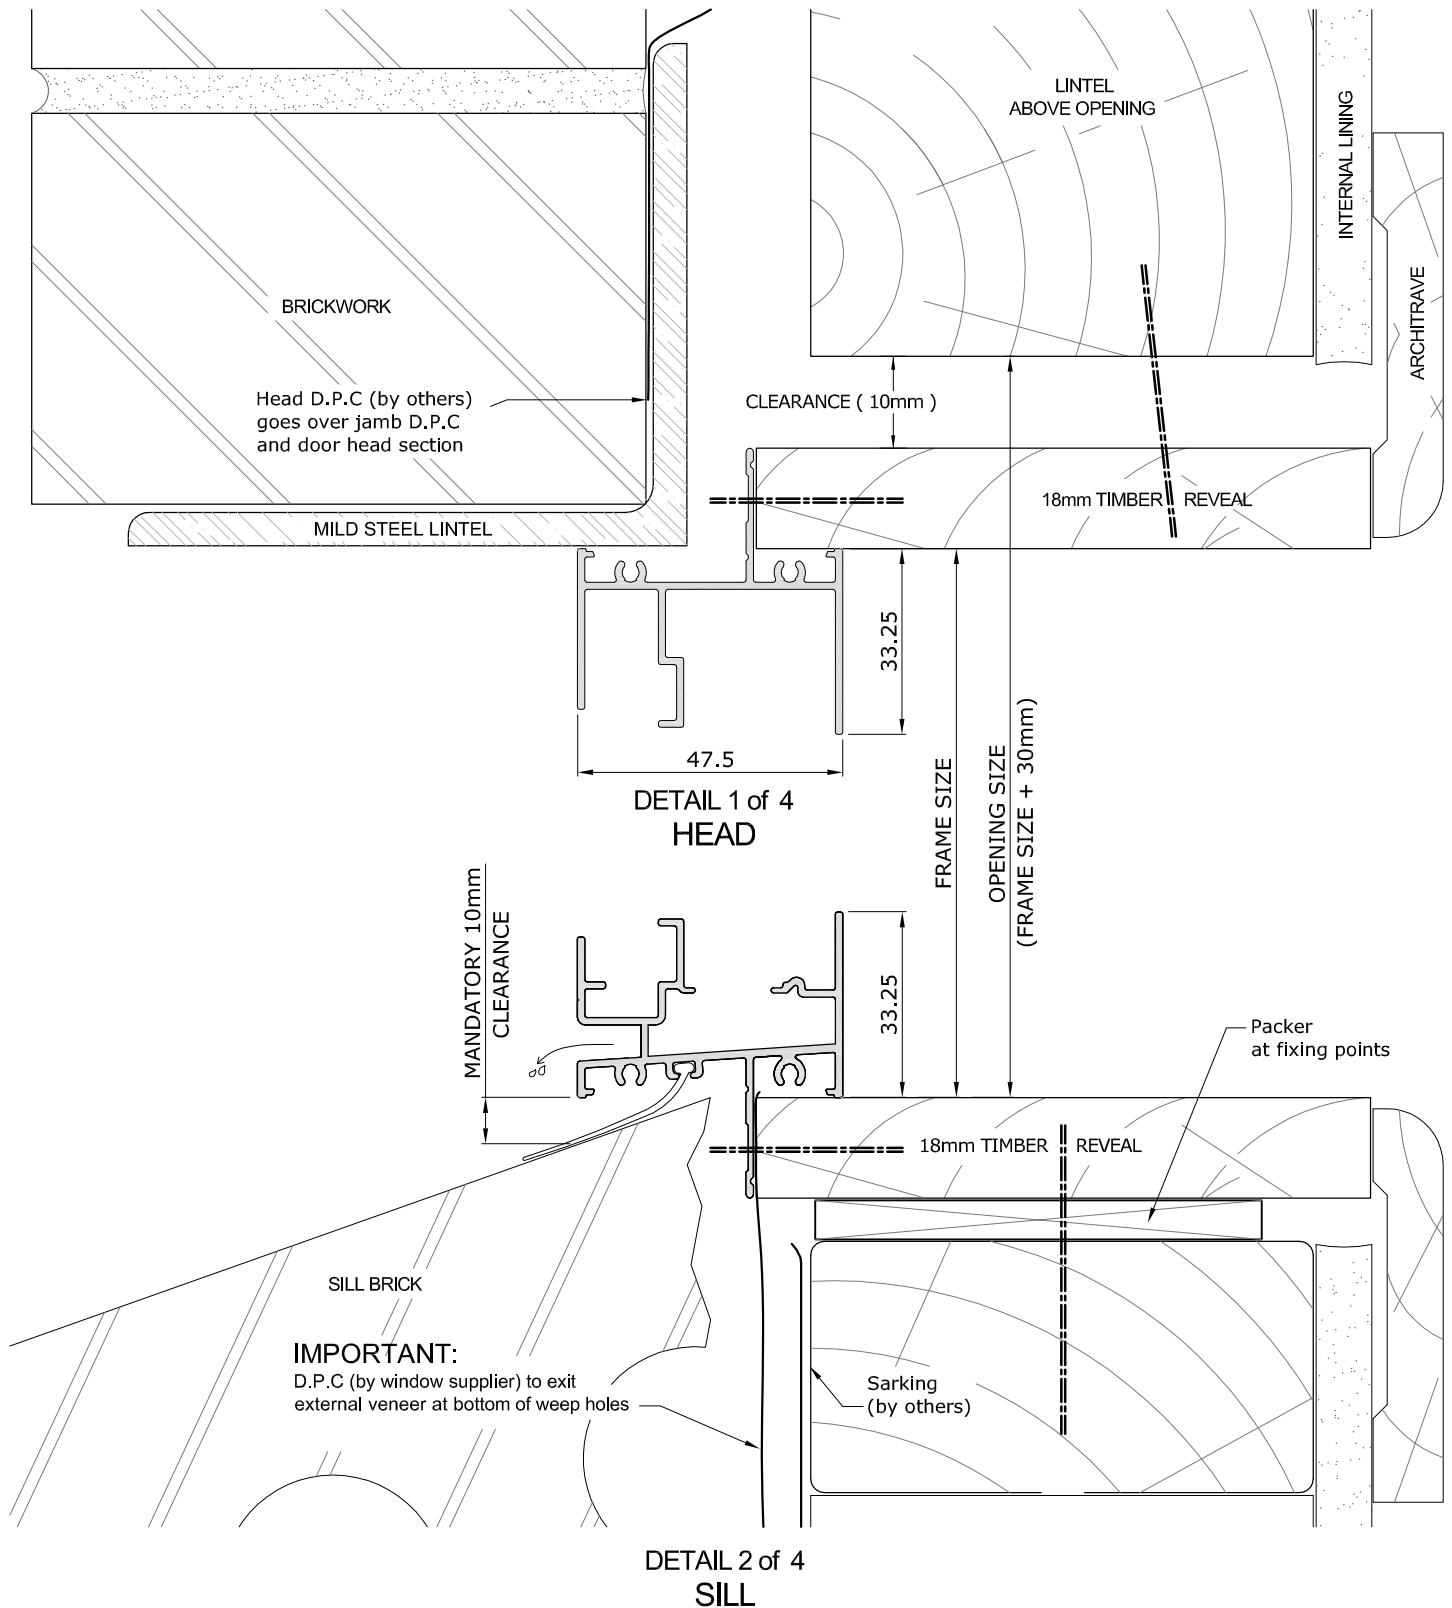 LINTEL
ABOVE OPENING
INTERNAL LINING
ARCHITRAVE
BRICKWORK
Head D.P.C (by others)
goes over jamb D.P.C
and door head section
CLEARANCE ( 10mm )
MILD STEEL LINTEL
18mm TIMBER REVEAL
33.25
47.5
DETAIL 1 of 4
HEAD
FRAME SIZE
OPENING SIZE
(FRAME SIZE + 30mm)
MANDATORY 10mm
CLEARANCE
33.25
Packer
at fixing points
18mm TIMBER REVEAL
SILL BRICK
IMPORTANT:
D.P.C (by window supplier) to exit
external veneer at bottom of weep holes
Sarking
(by others)
DETAIL 2 of 4
SILL